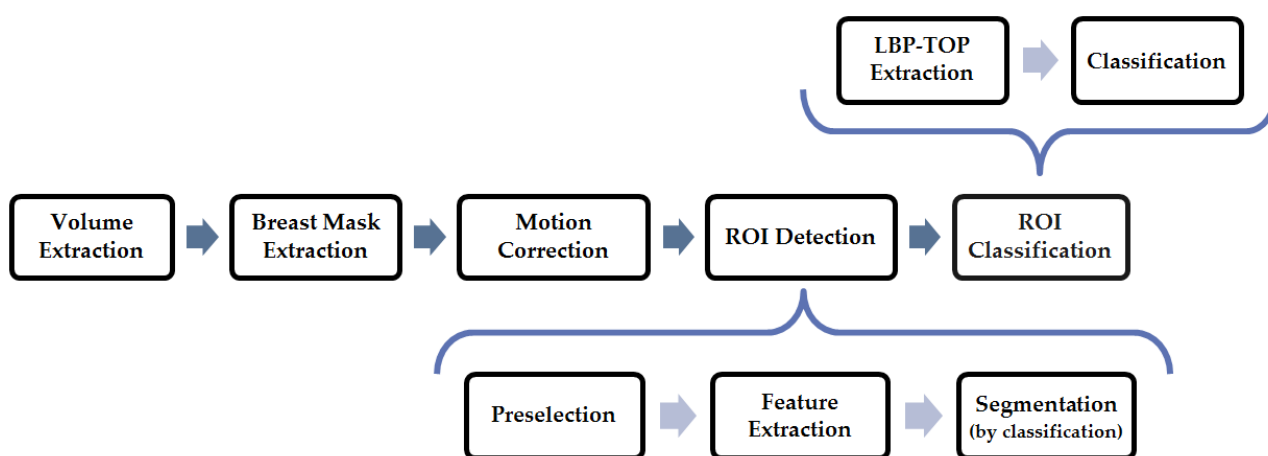 LBP-TOP
Extraction
Classification
Volume
Extraction
Breast Mask
Extraction
Motion
Correction
ROI Detection
ROI
Classification
Preselection
Feature
Extraction
Segmentation
(by classification)